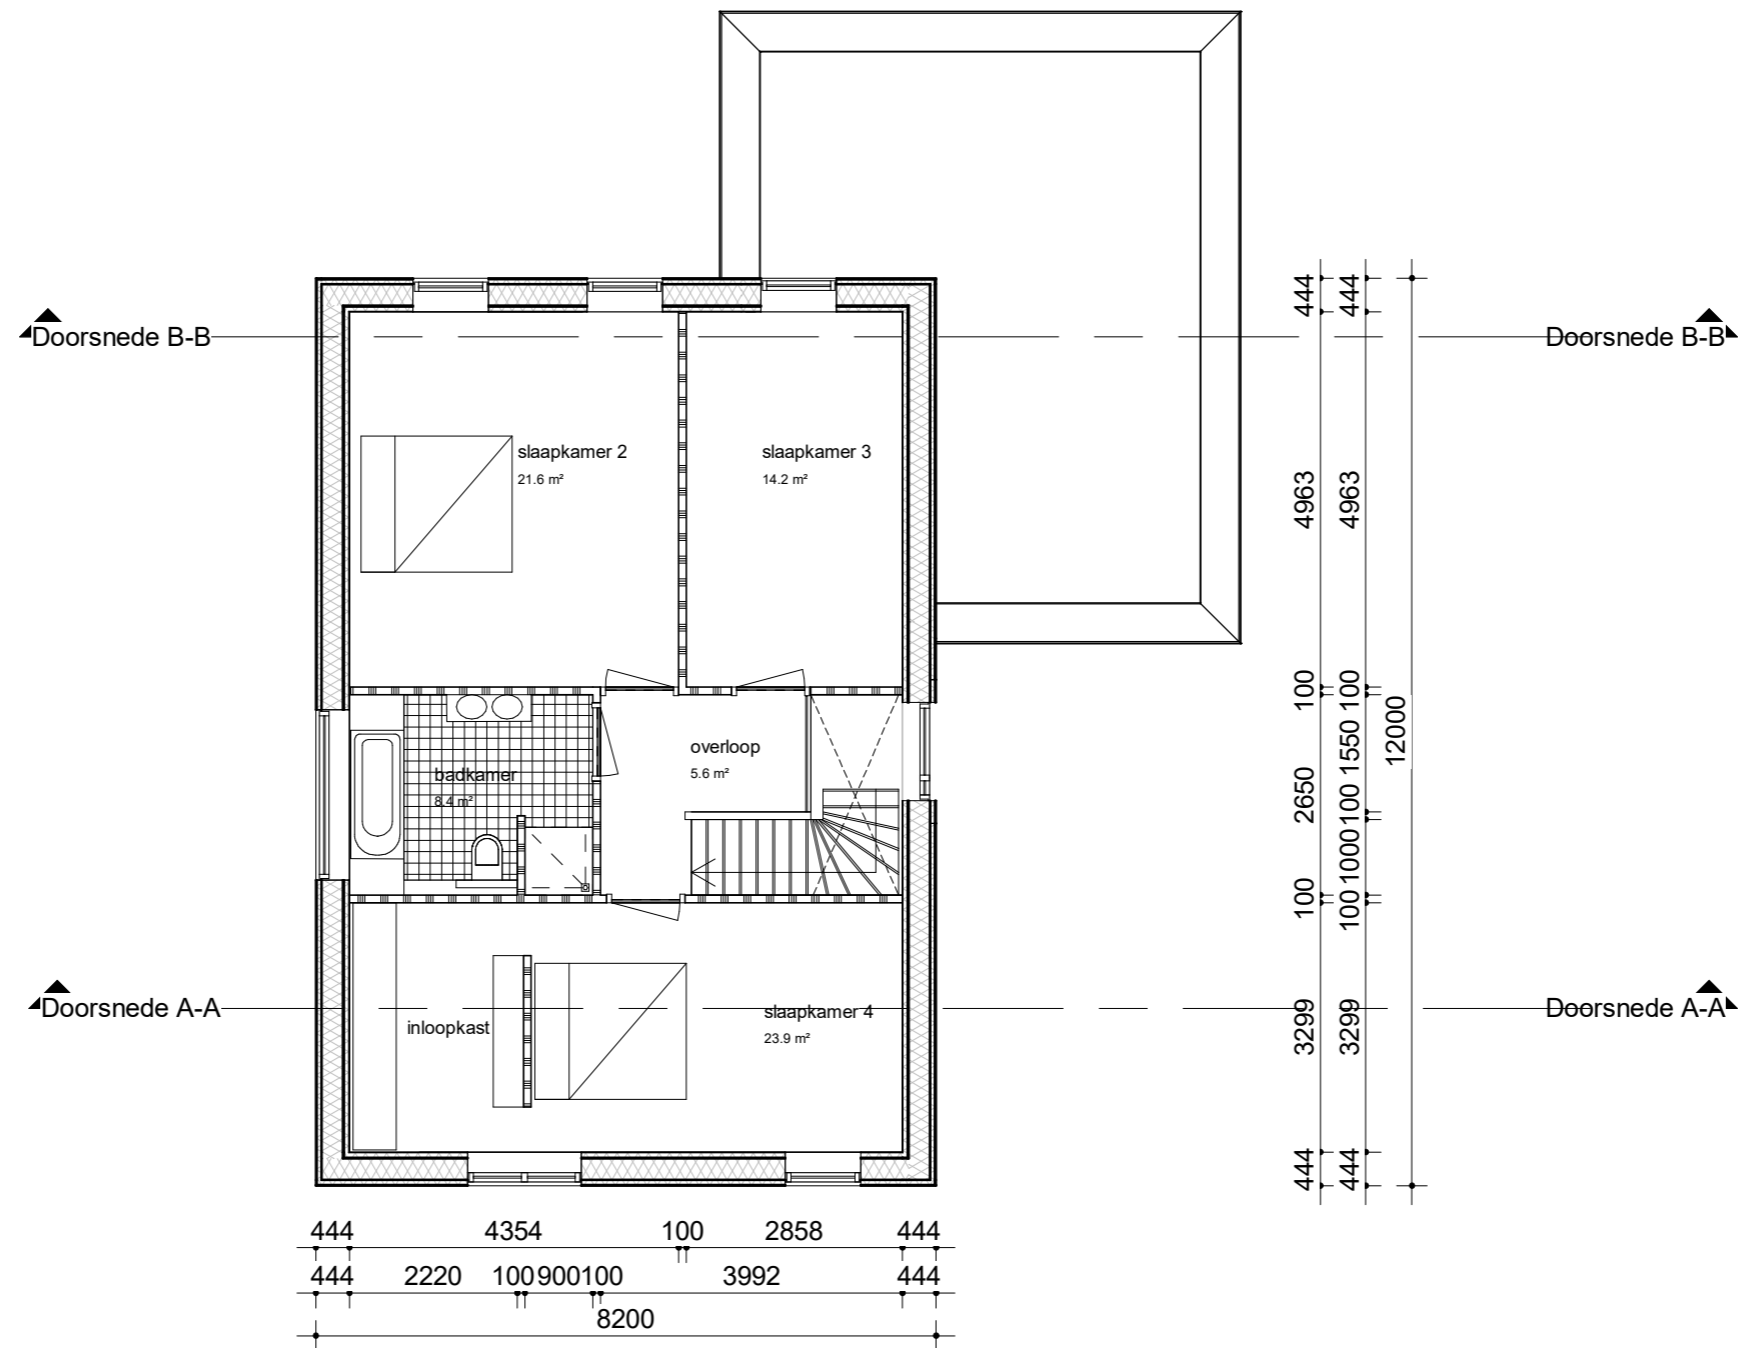 444
444
Doorsnede B-B
Doorsnede B-B
slaapkamer 2
21.6 m²
slaapkamer 3
14.2 m²
4963
4963
100
100
overloop
5.6 m²
badkamer
8.4 m²
2650
1550
12000
100
1000
100
100
Doorsnede A-A
Doorsnede A-A
inloopkast
slaapkamer 4
23.9 m²
3299
3299
444
444
444 4354 100 2858 444
444 2220 100 900 100 3992 444
8200